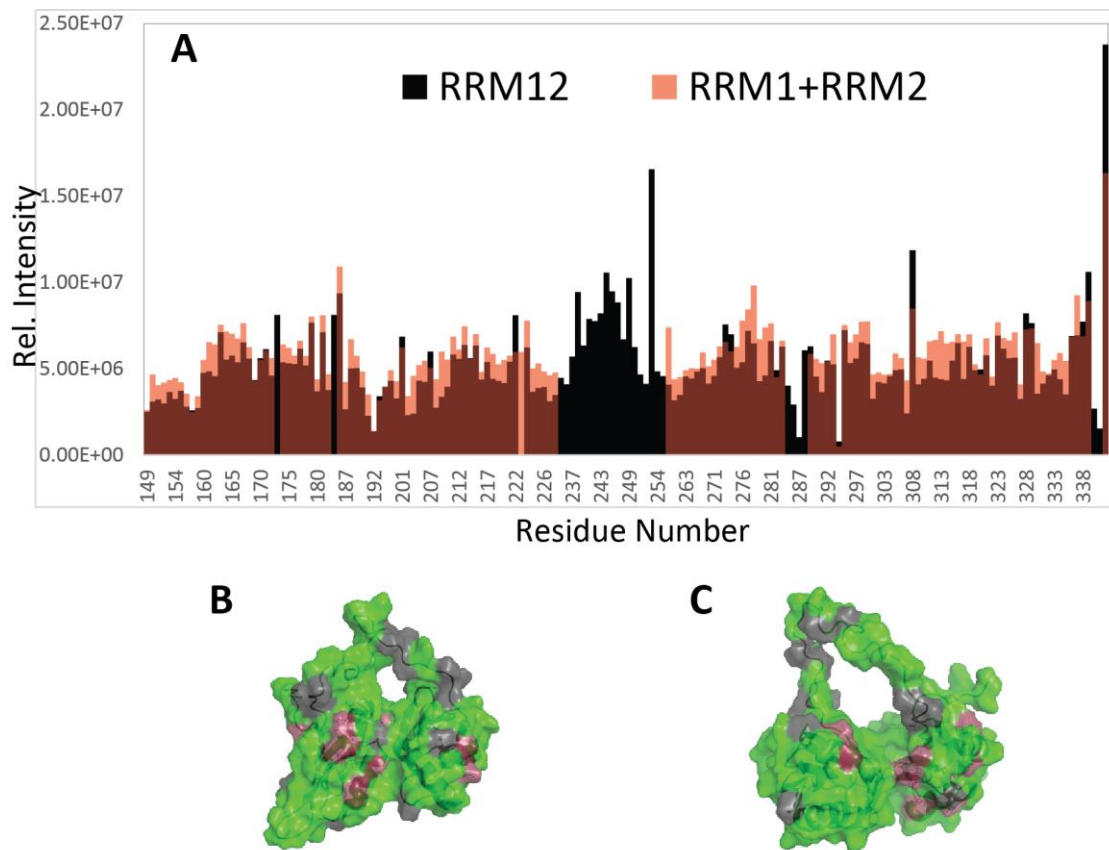 A
RRM12 RRM1+RRM2
Rel. Intensity
2.50E+07
2.00E+07
1.50E+07
1.00E+07
5.00E+06
0.00E+00
149 154 160 165 170 175 180 187 192 201 207 212 217 222 226 237 243 249 254 263 271 276 281 287 292 297 303 308 313 318 323 328 333 338
Residue Number
B C